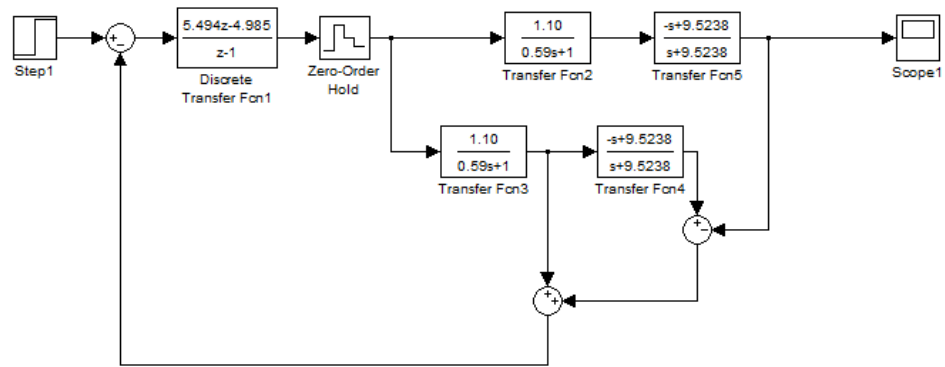 5.494z-4.985
z-1
Discrete
Transfer Fcn1
Step1
+
−
Zero-Order
Hold
1.10
0.59s+1
Transfer Fcn2
-s+9.5238
s+9.5238
Transfer Fcn5
Scope1
1.10
0.59s+1
Transfer Fcn3
-s+9.5238
s+9.5238
Transfer Fcn4
+
−
+
+